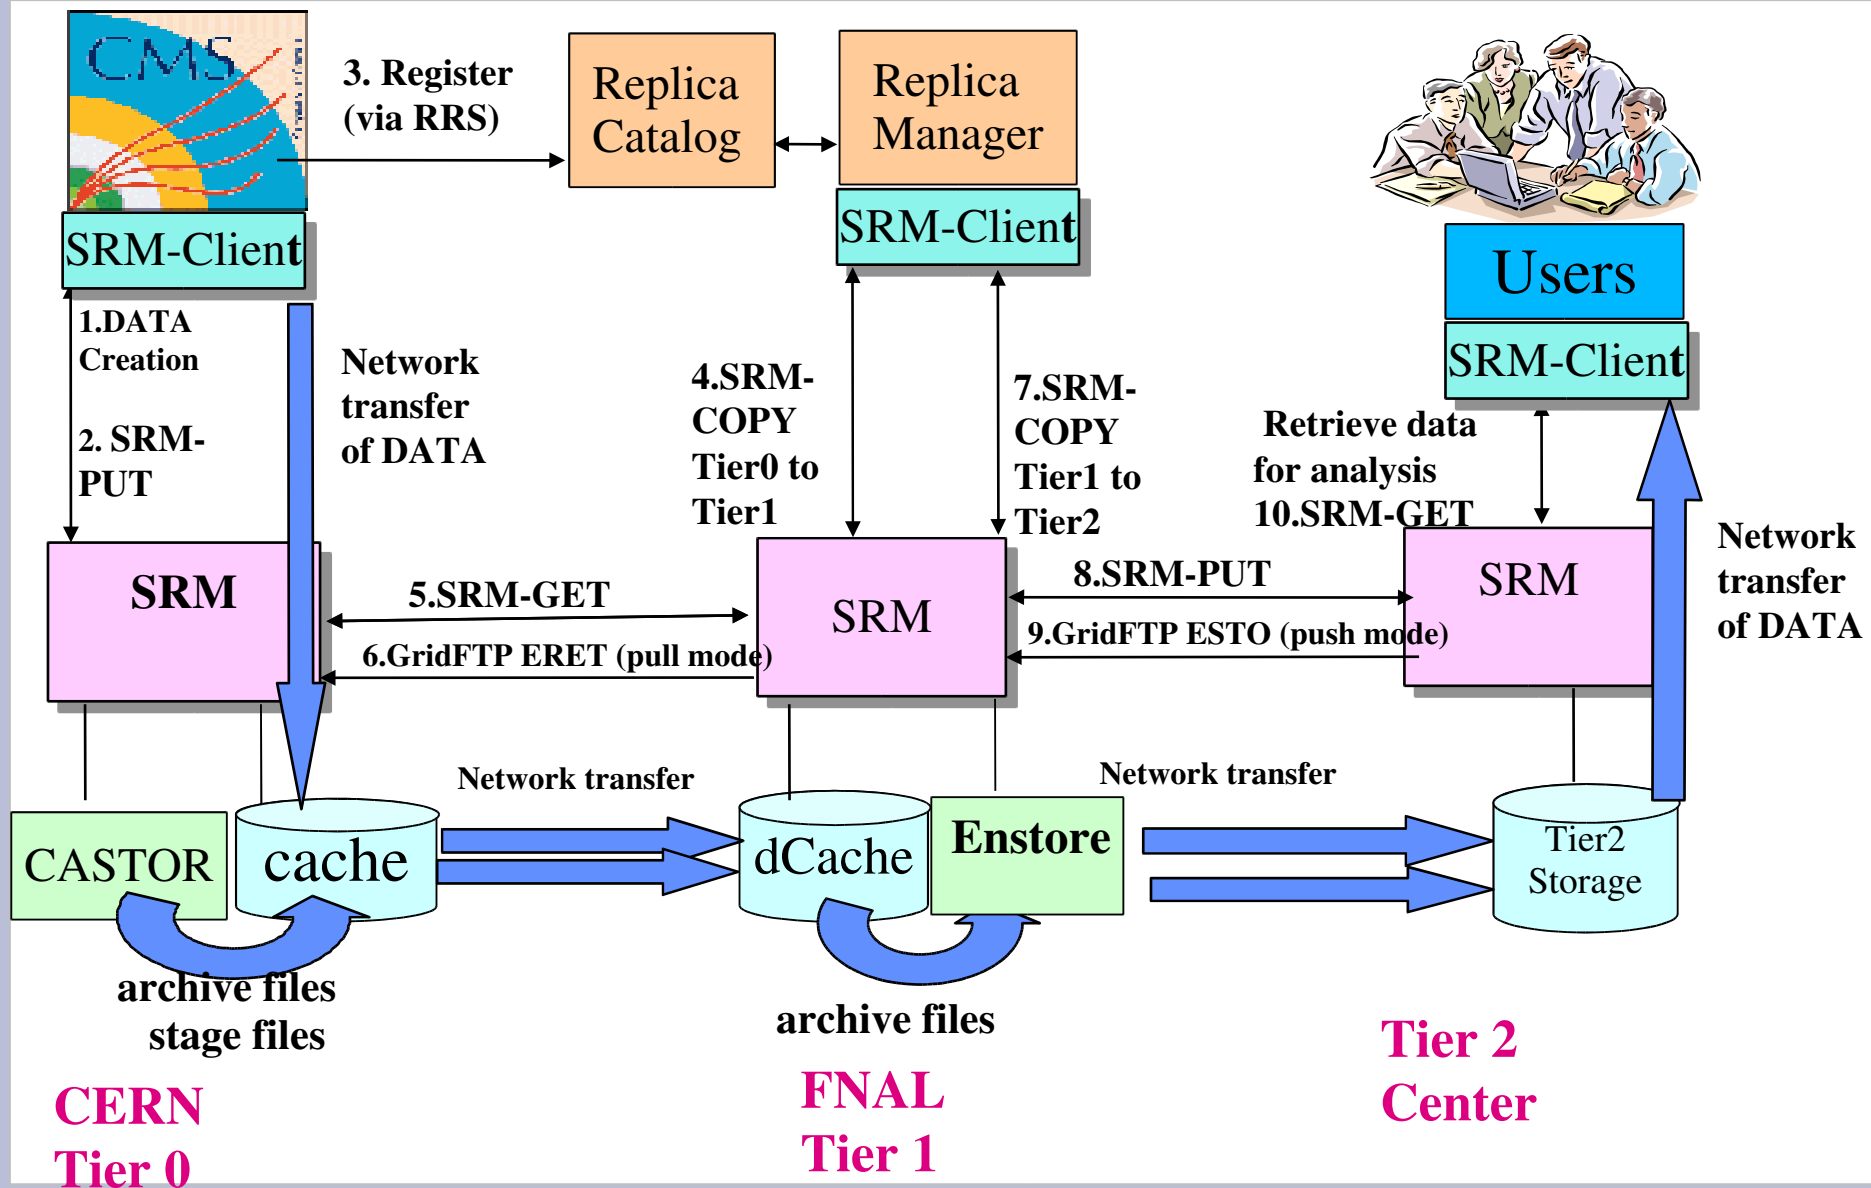 CMS
3. Register
(via RRS)
Replica
Catalog
Replica
Manager
SRM-Client
SRM-Client
Users
SRM-Client
1.DATA
Creation
2. SRM-
PUT
Network
transfer
of DATA
4.SRM-
COPY
Tier0 to
Tier1
7.SRM-
COPY
Tier1 to
Tier2
Retrieve data
for analysis
10.SRM-GET
Network
transfer
of DATA
SRM
5.SRM-GET
6.GridFTP ERET (pull mode)
SRM
8.SRM-PUT
9.GridFTP ESTO (push mode)
SRM
Network transfer
Network transfer
CASTOR
cache
dCache
Enstore
Tier2
Storage
archive files
stage files
archive files
CERN
Tier 0
FNAL
Tier 1
Tier 2
Center